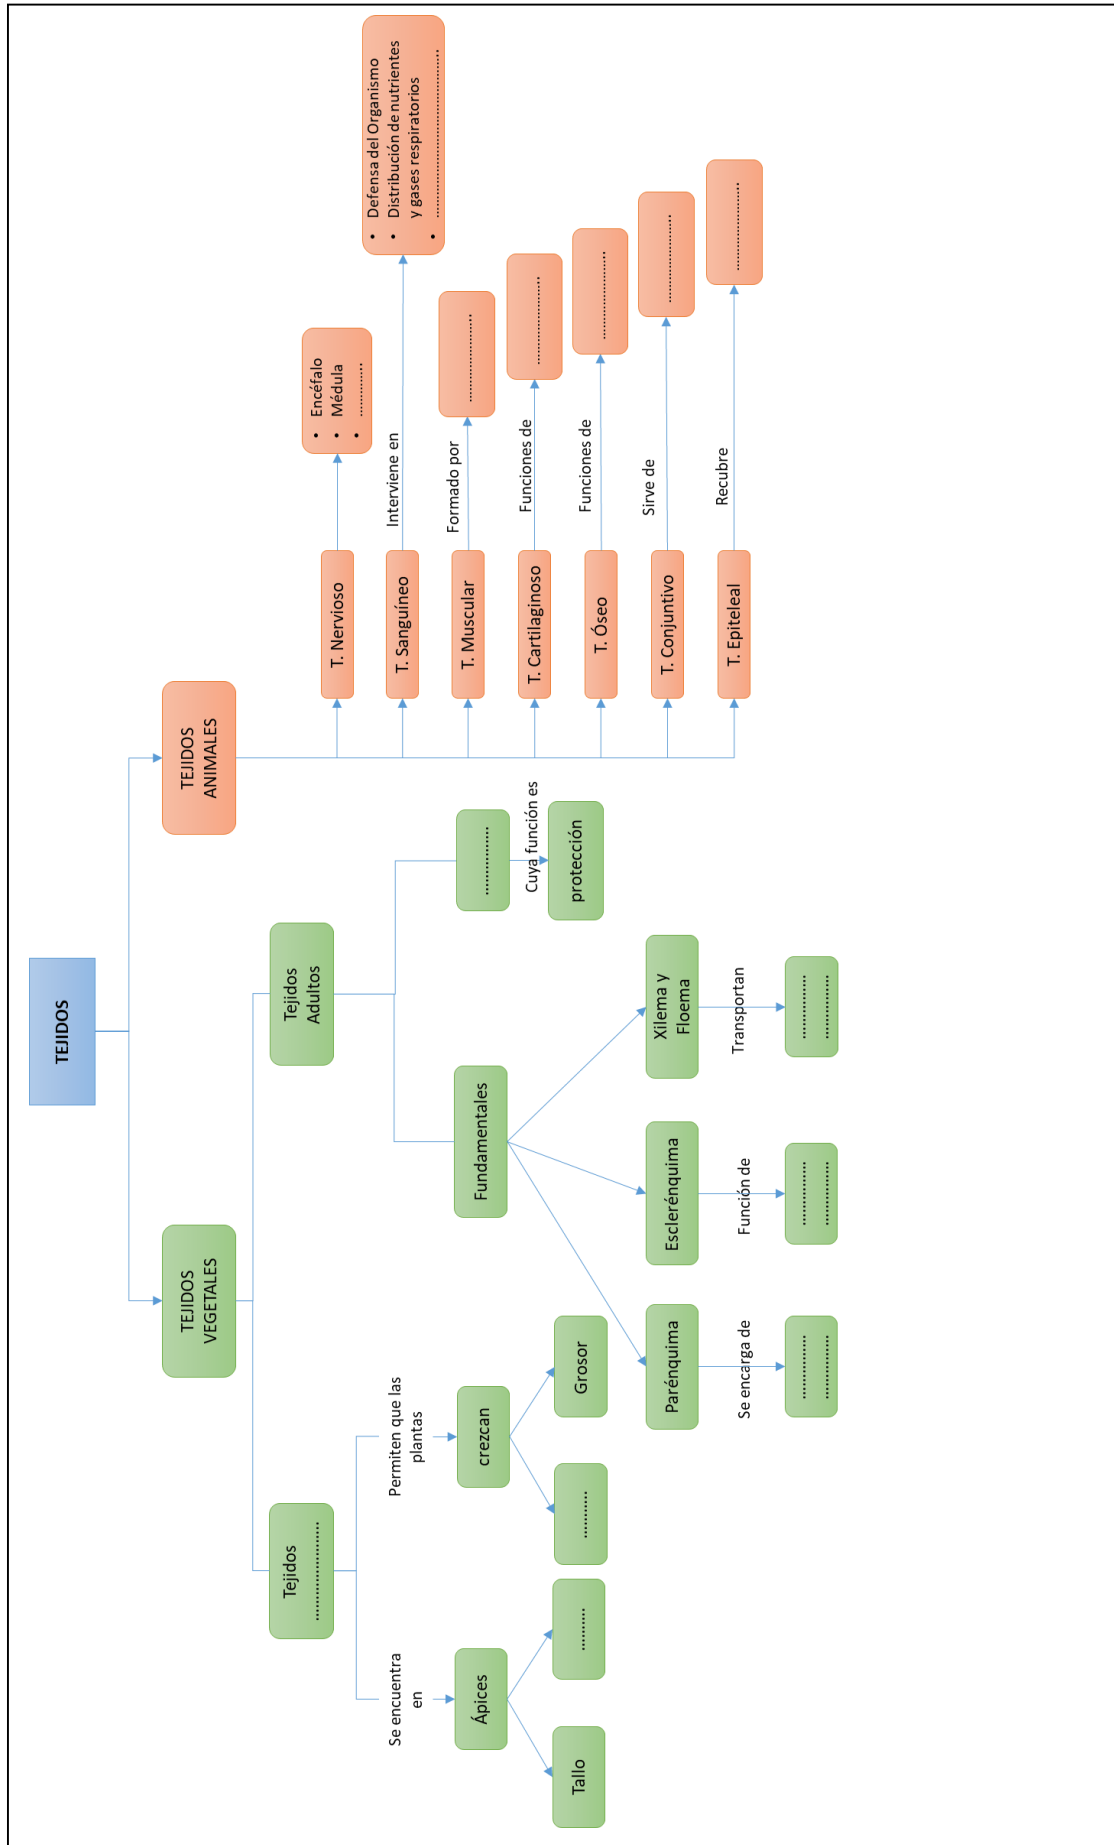 TEJIDOS
TEJIDOS
VEGETALES
TEJIDOS
ANIMALES
Tejidos
........................
Tejidos
Adultos
Se encuentra
en
Permiten que las
plantas
Ápices
crezcan
Tallo
..........
............
Grosor
Fundamentales
.................
Cuya función es
protección
Parénquima
Esclerénquima
Xilema y
Floema
Se encarga de
Función de
Transportan
................
................
................
................
................
................
T. Nervioso
• Encéfalo
• Médula
• .............
T. Sanguíneo
Interviene en
• Defensa del Organismo
• Distribución de nutrientes
y gases respiratorios
• ..............................................
T. Muscular
Formado por
.....................
T. Cartilaginoso
Funciones de
.....................
T. Óseo
Funciones de
.....................
T. Conjuntivo
Sirve de
.....................
T. Epiteleal
Recubre
.....................